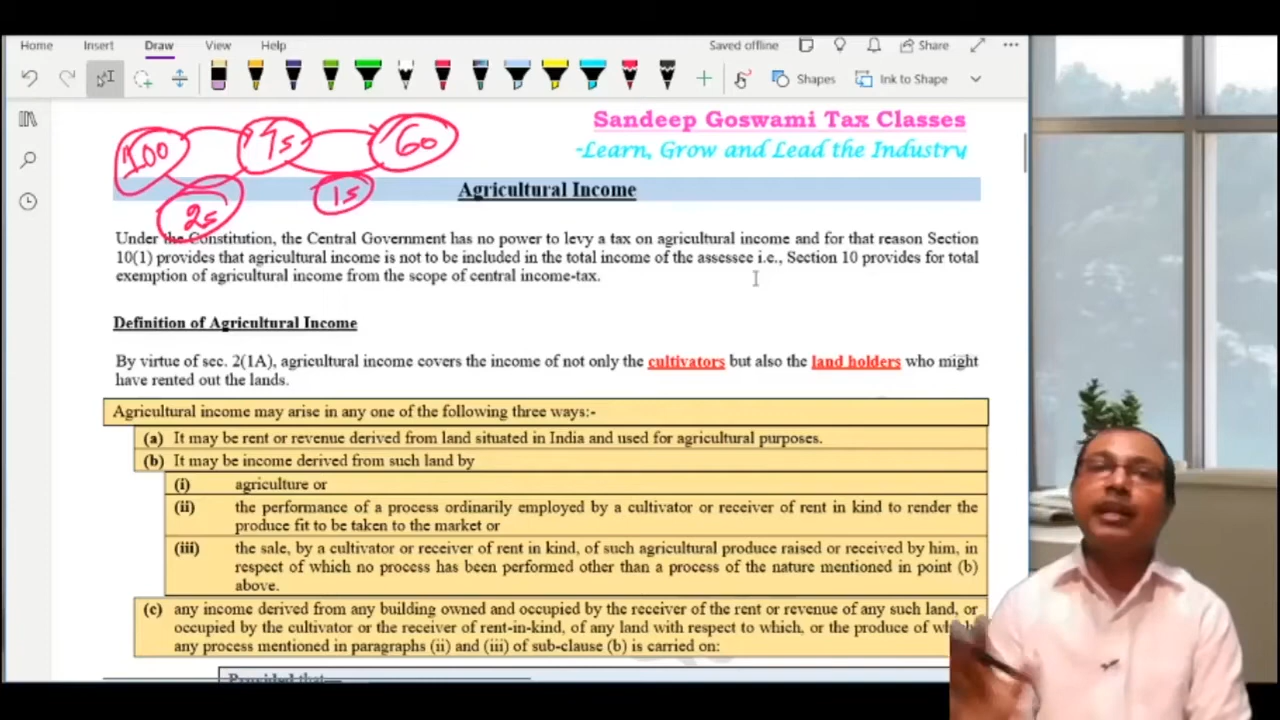 Home Insert Draw View Help Saved offline Share
Shapes Ink to Shape
Sandeep Goswami Tax Classes
-Learn, Grow and Lead the Industry
100 75 60
25 15
Agricultural Income
Under the Constitution, the Central Government has no power to levy a tax on agricultural income and for that reason Section
10(1) provides that agricultural income is not to be included in the total income of the assessee i.e., Section 10 provides for total
exemption of agricultural income from the scope of central income-tax.
Definition of Agricultural Income
By virtue of sec. 2(1A), agricultural income covers the income of not only the cultivators but also the land holders who might
have rented out the lands.
Agricultural income may arise in any one of the following three ways:-
(a) It may be rent or revenue derived from land situated in India and used for agricultural purposes.
(b) It may be income derived from such land by
(i) agriculture or
(ii) the performance of a process ordinarily employed by a cultivator or receiver of rent in kind to render the
produce fit to be taken to the market or
(iii) the sale, by a cultivator or receiver of rent in kind, of such agricultural produce raised or received by him, in
respect of which no process has been performed other than a process of the nature mentioned in point (b)
above.
(c) any income derived from any building owned and occupied by the receiver of the rent or revenue of any such land, or
occupied by the cultivator or the receiver of rent-in-kind, of any land with respect to which, or the produce of
any process mentioned in paragraphs (ii) and (iii) of sub-clause (b) is carried on:
Provided that